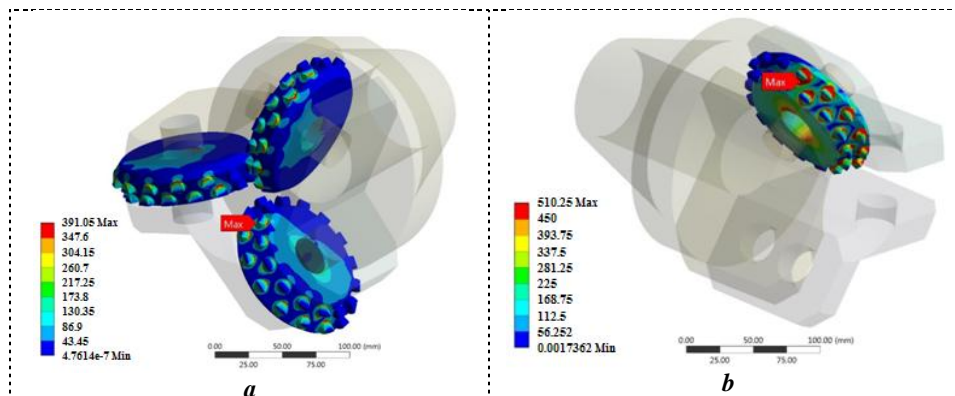 Max
391.05 Max
347.6
304.15
260.7
217.25
173.8
130.35
86.9
43.45
4.7614e-7 Min
0.00 50.00 100.00 (mm)
25.00 75.00
a
Max
510.25 Max
450
393.75
337.5
281.25
225
168.75
112.5
56.252
0.0017362 Min
0.00 50.00 100.00 (mm)
25.00 75.00
b